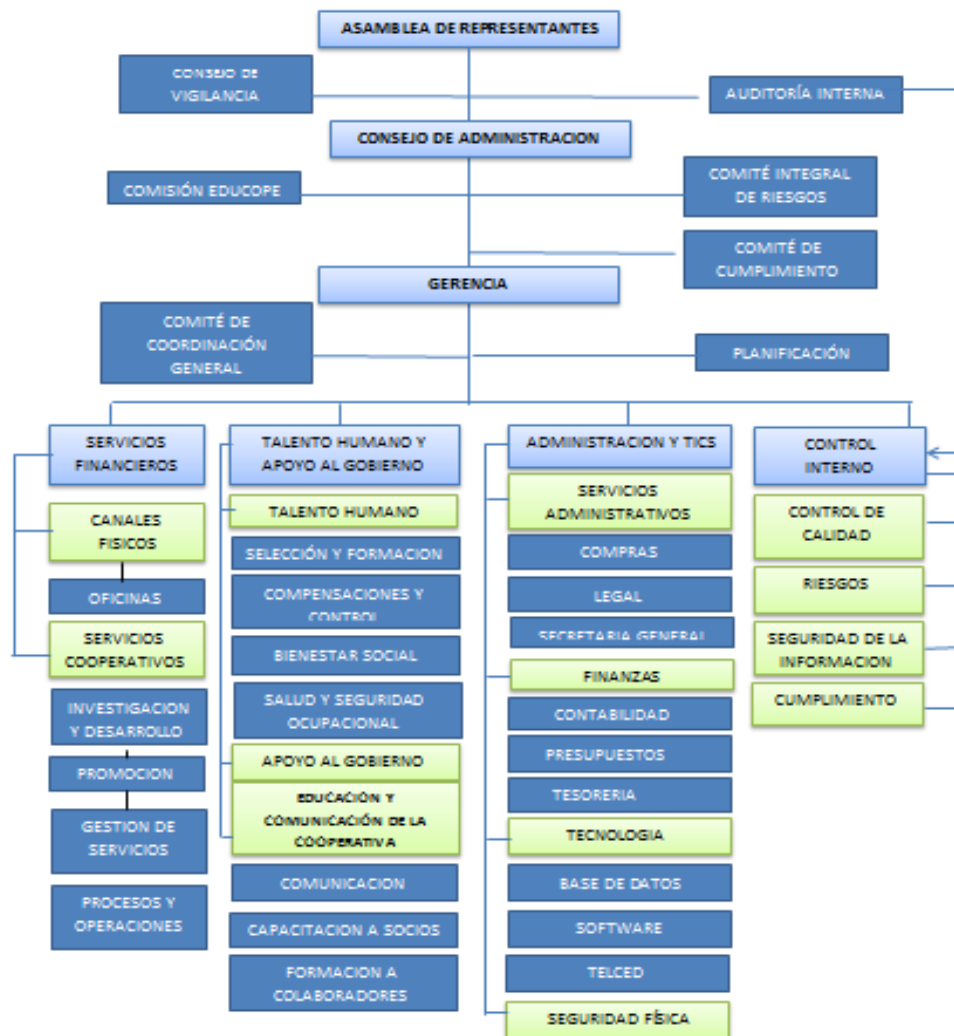 ASAMBLEA DE REPRESENTANTES
CONSEJO DE
VIGILANCIA
AUDITORÍA INTERNA
CONSEJO DE ADMINISTRACION
COMISIÓN EDUCOPE
COMITÉ INTEGRAL
DE RIESGOS
COMITÉ DE
CUMPLIMIENTO
GERENCIA
COMITÉ DE
COORDINACIÓN
GENERAL
PLANIFICACIÓN
SERVICIOS
FINANCIEROS
CANALES
FISICOS
OFICINAS
SERVICIOS
COOPERATIVOS
INVESTIGACION
Y DESARROLLO
PROMOCION
GESTION DE
SERVICIOS
PROCESOS Y
OPERACIONES
TALENTO HUMANO Y
APOYO AL GOBIERNO
TALENTO HUMANO
SELECCIÓN Y FORMACION
COMPENSACIONES Y
CONTROL
BIENESTAR SOCIAL
SALUD Y SEGURIDAD
OCUPACIONAL
APOYO AL GOBIERNO
EDUCACIÓN Y
COMUNICACIÓN DE LA
COOPERATIVA
COMUNICACION
CAPACITACION A SOCIOS
FORMACION A
COLABORADORES
ADMINISTRACION Y TICS
SERVICIOS
ADMINISTRATIVOS
COMPRAS
LEGAL
SECRETARIA GENERAL
FINANZAS
CONTABILIDAD
PRESUPUESTOS
TESORERIA
TECNOLOGIA
BASE DE DATOS
SOFTWARE
TELCED
SEGURIDAD FÍSICA
CONTROL
INTERNO
CONTROL DE
CALIDAD
RIESGOS
SEGURIDAD DE LA
INFORMACION
CUMPLIMIENTO